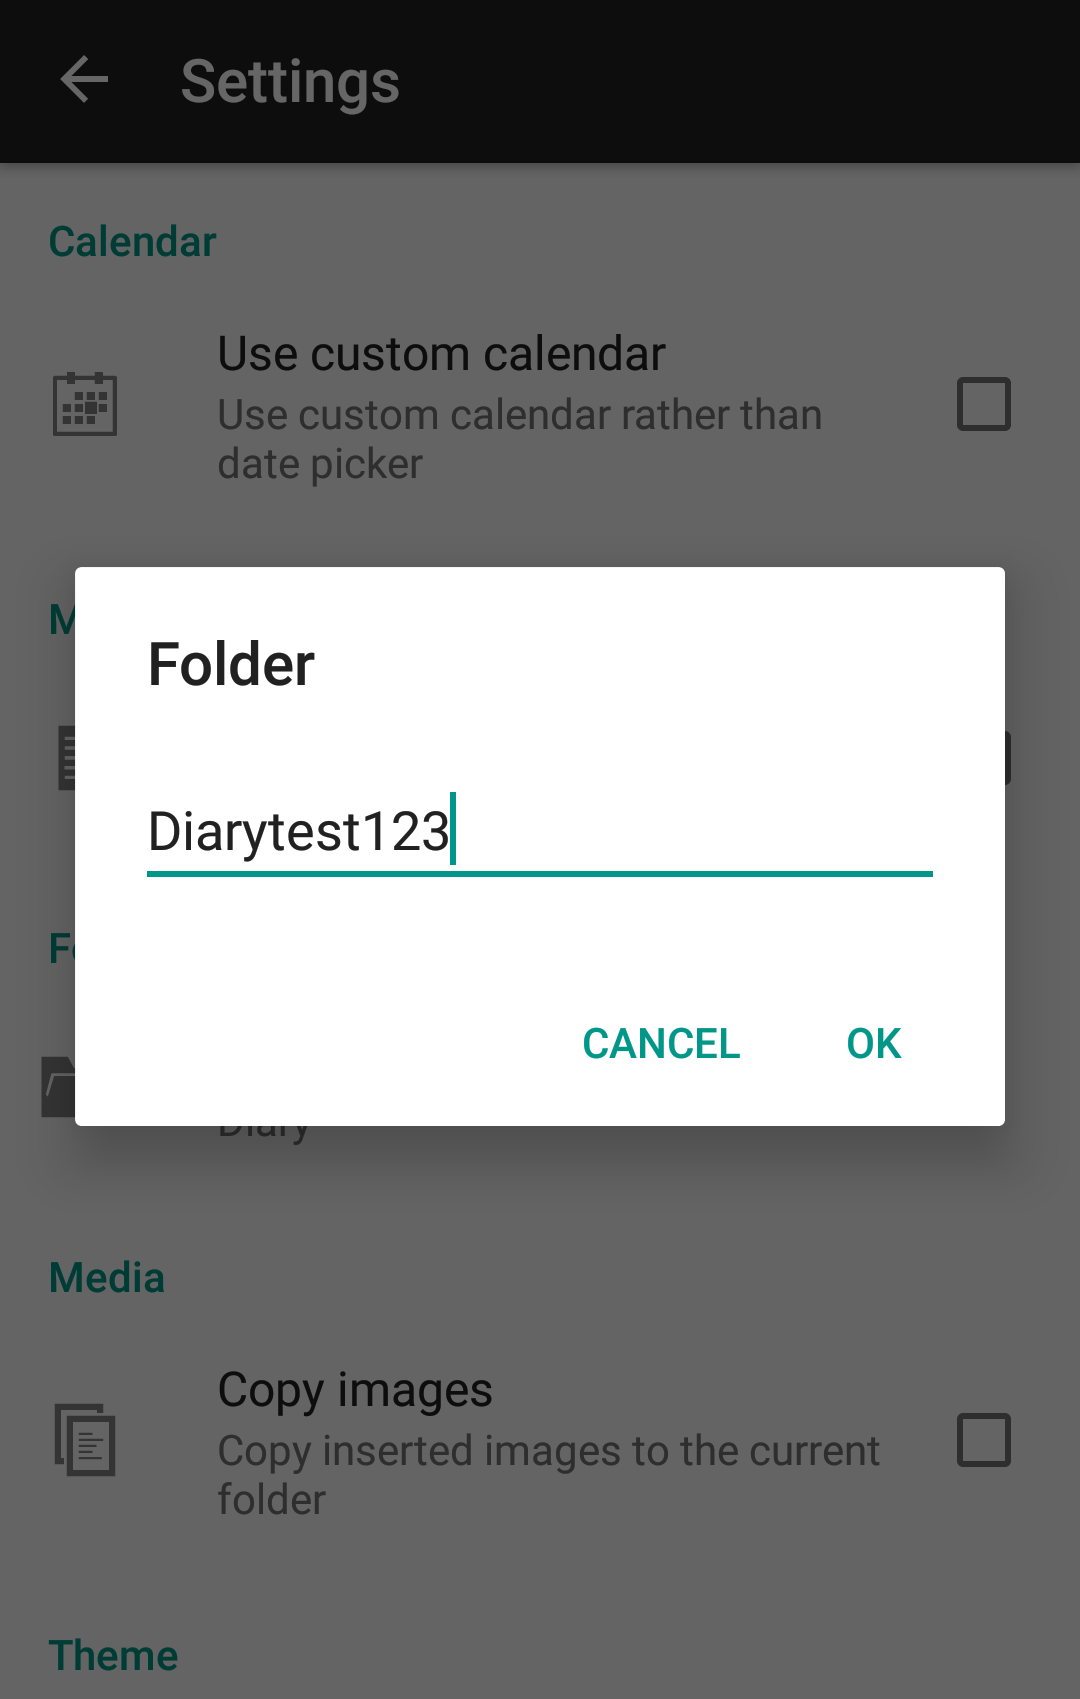 Settings
Calendar
Use custom calendar
Use custom calendar rather than
date picker
Folder
Diarytest123
CANCEL
OK
Diary
Media
Copy images
Copy inserted images to the current
folder
Theme